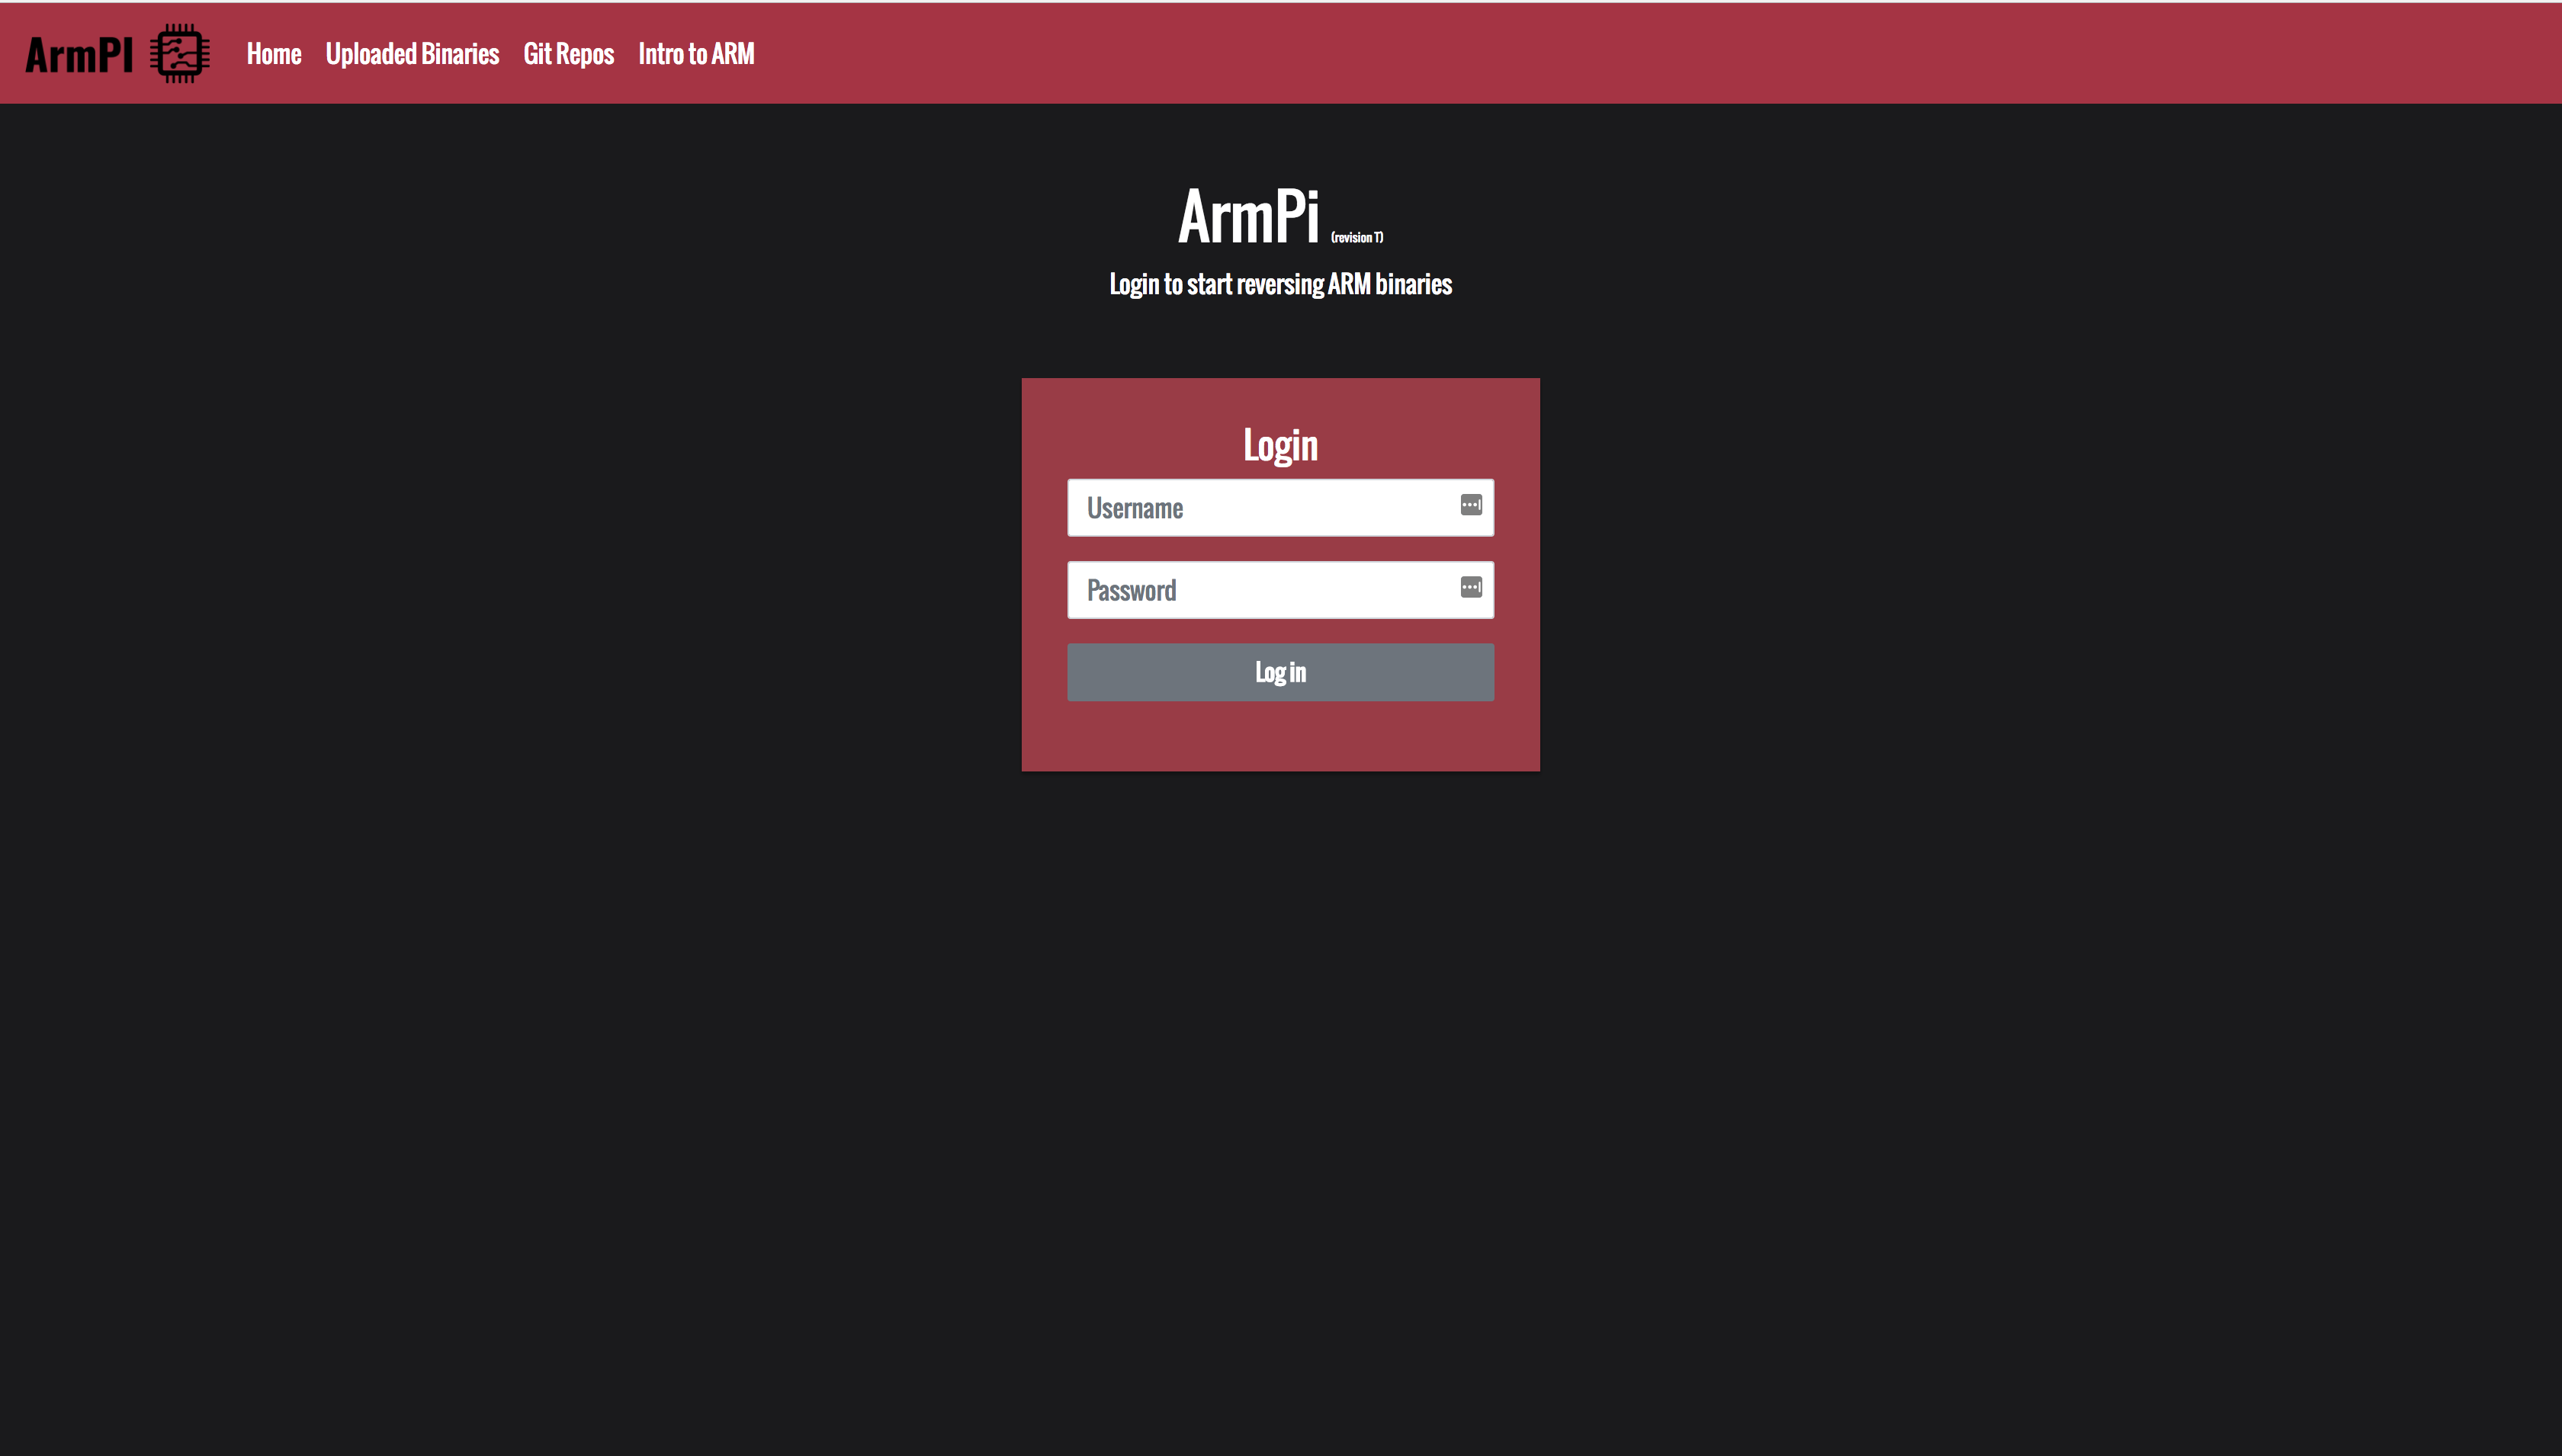 ArmPI Home Uploaded Binaries Git Repos Intro to ARM
ArmPi (revision T)
Login to start reversing ARM binaries
Login
Username
Password
Log in